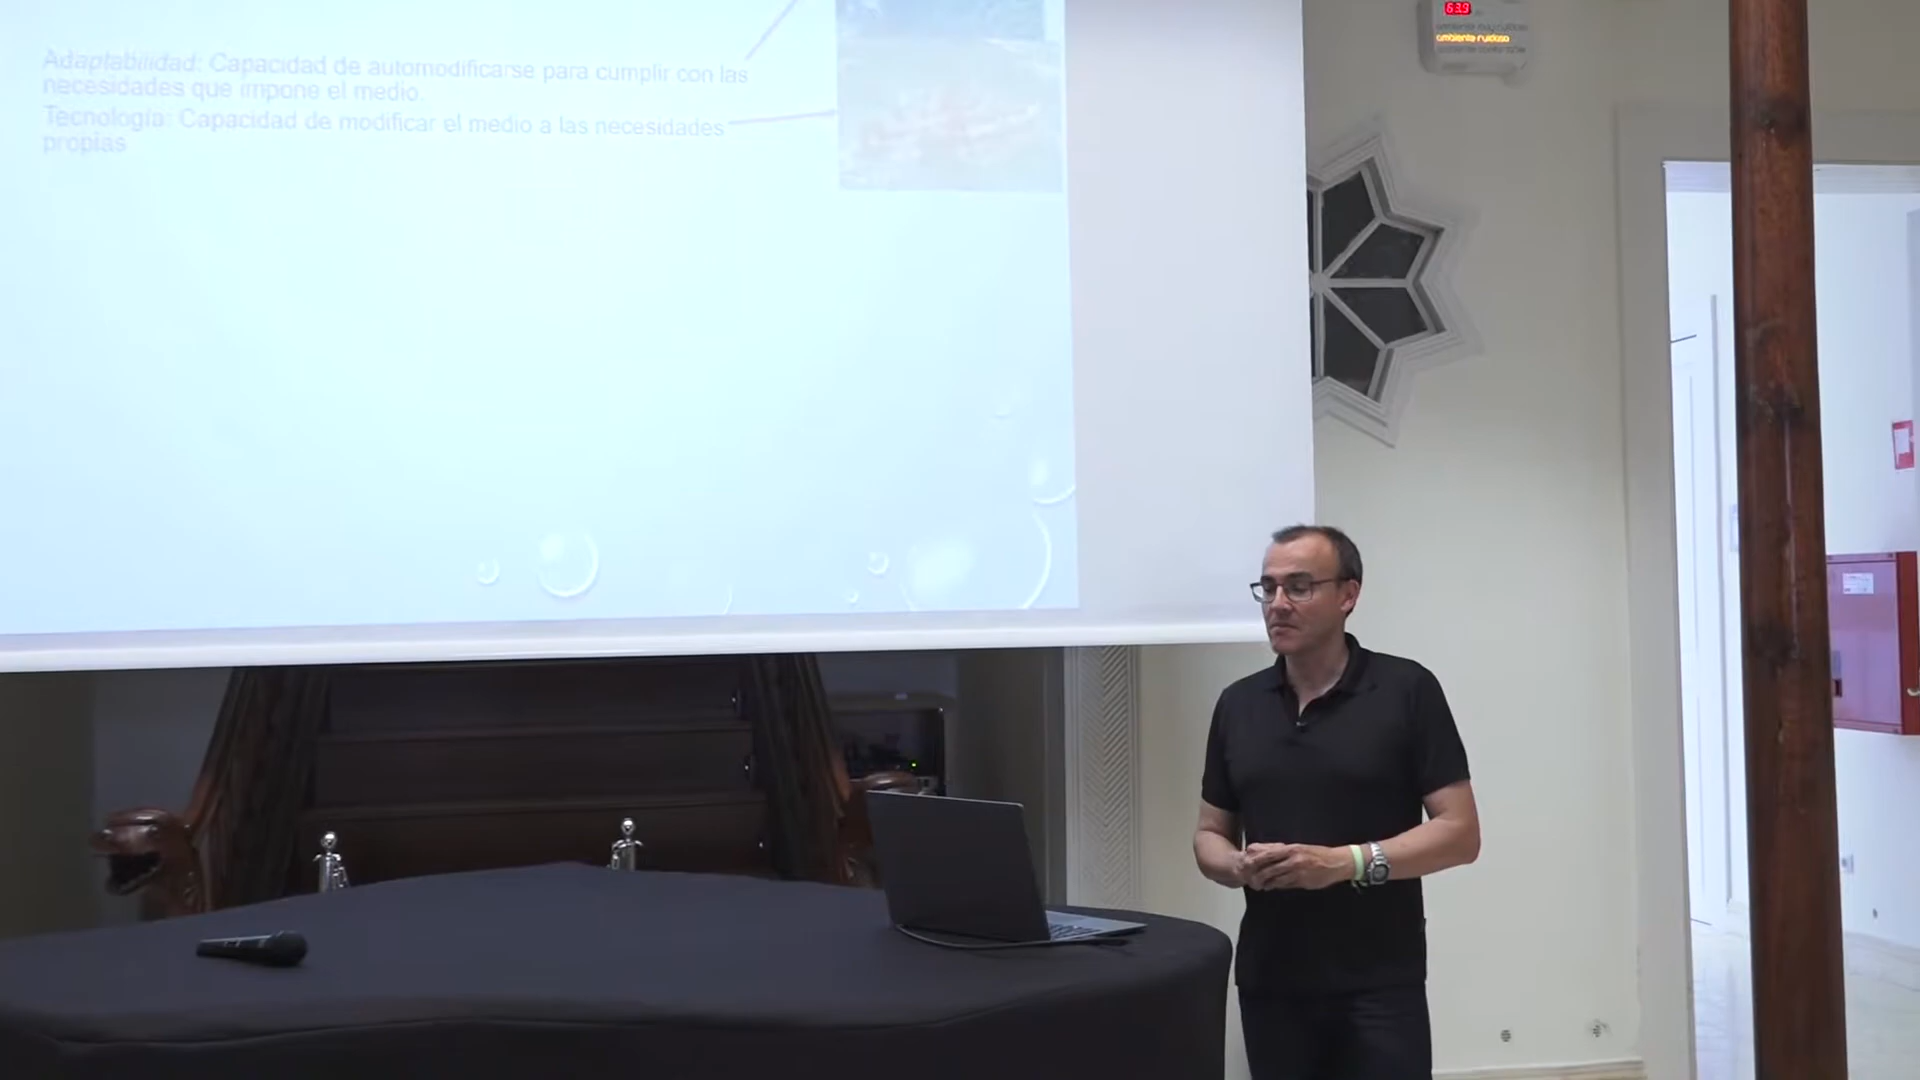 Adaptabilidad: Capacidad de automodificarse para cumplir con las
necesidades que impone el medio
Tecnología: Capacidad de modificar el medio a las necesidades
propias
63.9
ambiente ruidoso